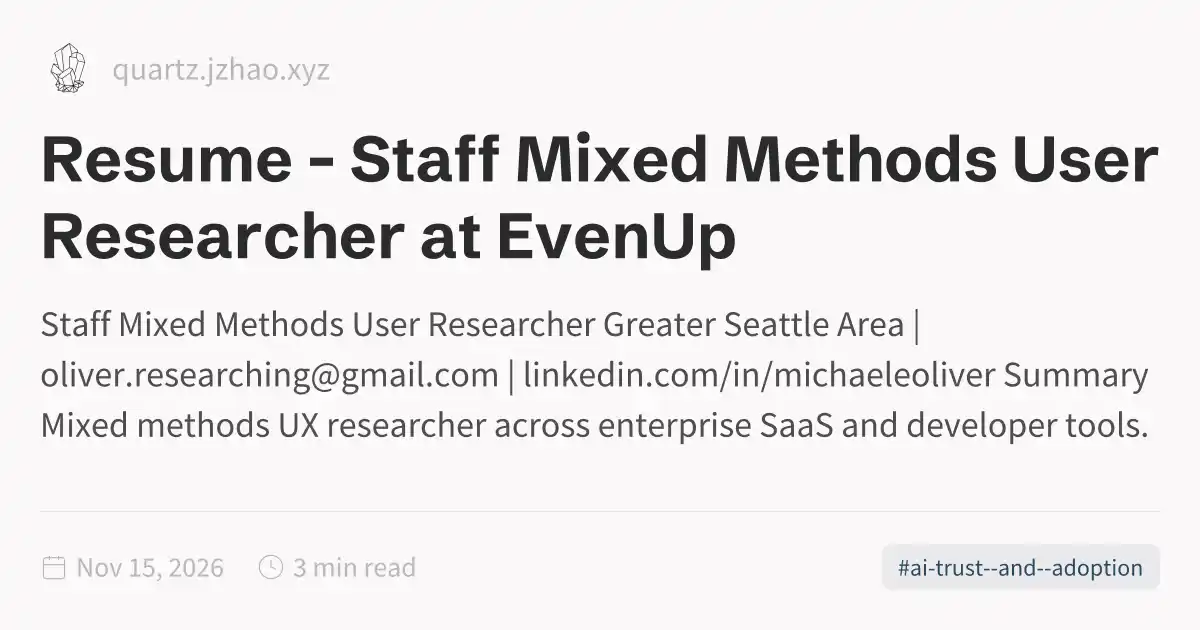 quartz.jzhao.xyz
Resume - Staff Mixed Methods User
Researcher at EvenUp
Staff Mixed Methods User Researcher Greater Seattle Area |
oliver.researching@gmail.com | linkedin.com/in/michaeleoliver Summary
Mixed methods UX researcher across enterprise SaaS and developer tools.
Nov 15, 2026 3 min read #ai-trust--and--adoption